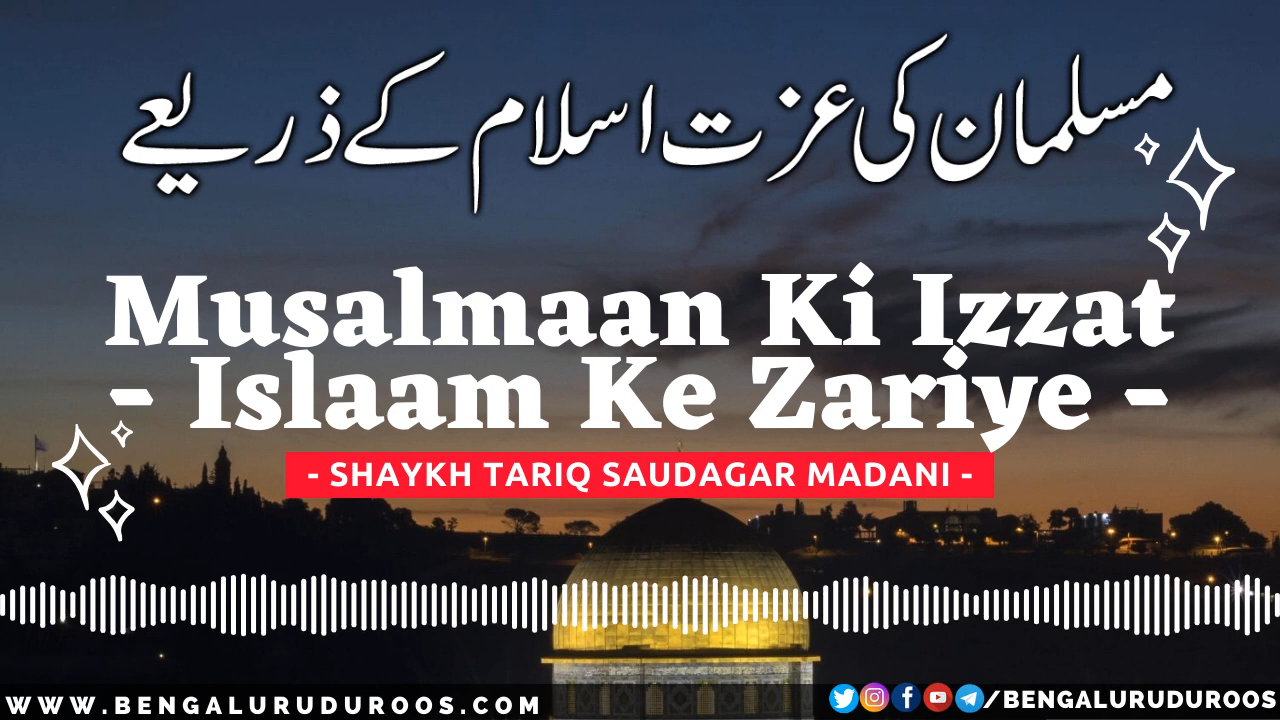 مسلمان کی عزت اسلام کے ذریعے
Musalmaan Ki Izzat
- Islaam Ke Zariye -
- SHAYKH TARIQ SAUDAGAR MADANI -
WWW.BENGALURUDUROOS.COM
/BENGALURUDUROOS